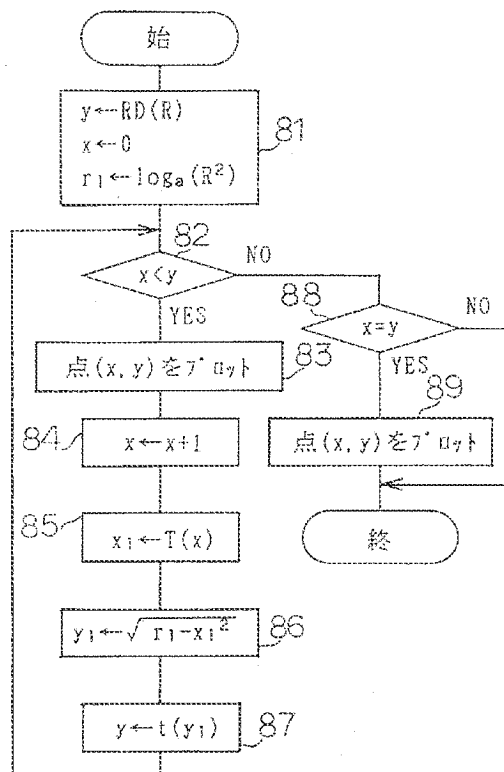 始
y←RD(R)
x←0
r₁←logₐ(R²)
81
82
x<y
NO
YES
88
x=y
NO
YES
点(x,y)をプロット
83
89
点(x,y)をプロット
84
x←x+1
終
85
x₁←T(x)
y₁←√r₁-x₁²
86
y←t(y₁)
87